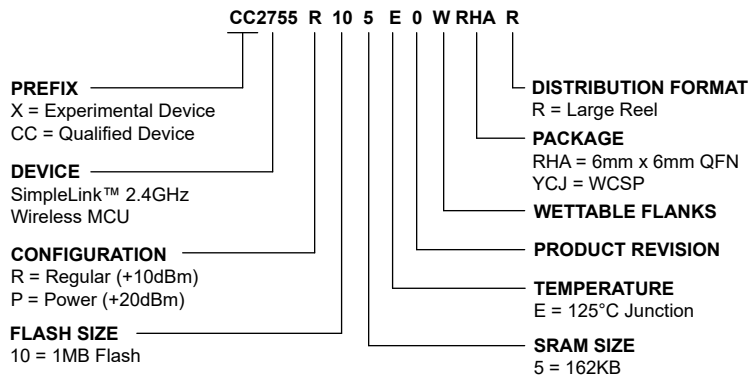 CC2755 R 10 5 E 0 W RHA R
PREFIX
X = Experimental Device
CC = Qualified Device
DEVICE
SimpleLink™ 2.4GHz
Wireless MCU
CONFIGURATION
R = Regular (+10dBm)
P = Power (+20dBm)
FLASH SIZE
10 = 1MB Flash
DISTRIBUTION FORMAT
R = Large Reel
PACKAGE
RHA = 6mm x 6mm QFN
YCJ = WCSP
WETTABLE FLANKS
PRODUCT REVISION
TEMPERATURE
E = 125°C Junction
SRAM SIZE
5 = 162KB